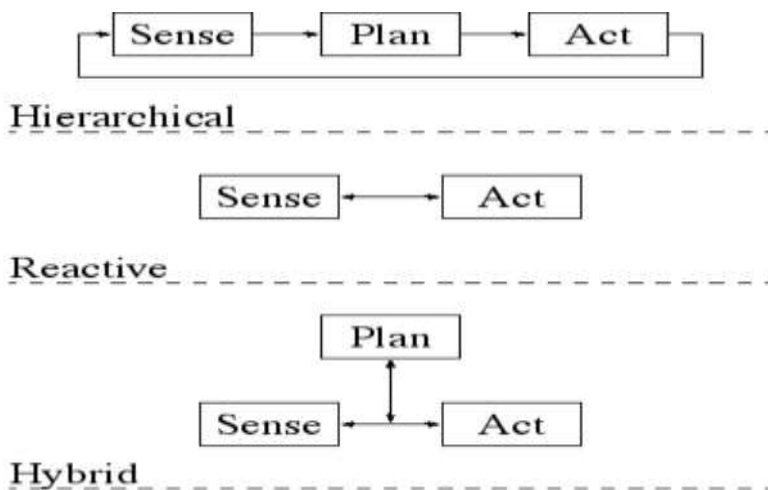 Sense Plan Act
Hierarchical
Sense Act
Reactive
Plan
Sense Act
Hybrid